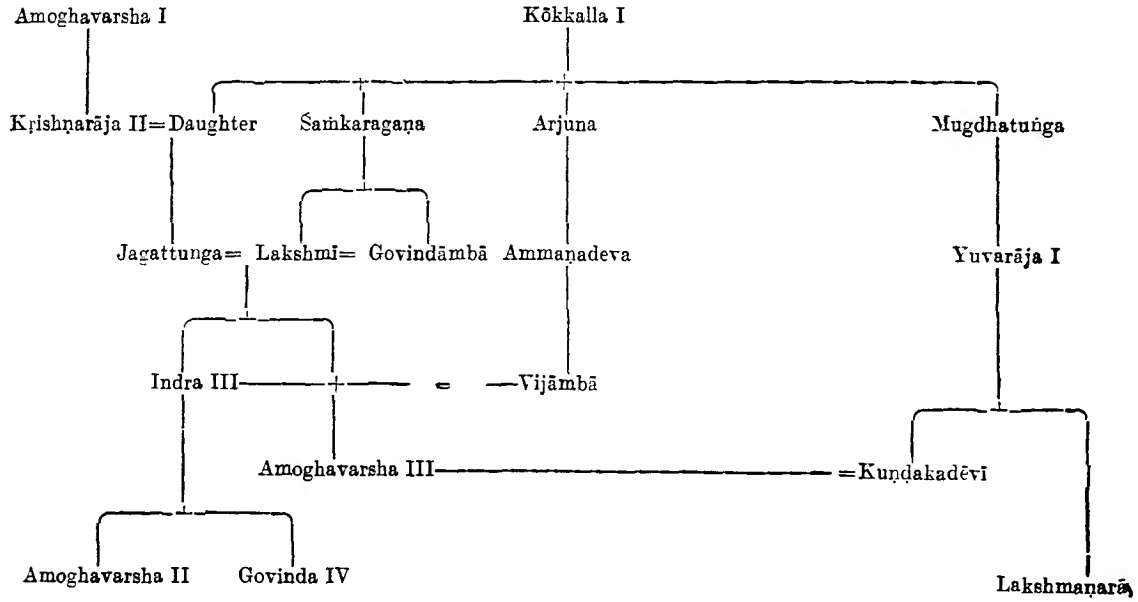 Amoghavarsha I Kōkkalla I
Kṛishṇarāja II=Daughter Śaṁkaragaṇa Arjuna Mugdhatuṅga
Jagattunga= Lakshmī= Govindāmbā Ammaṇadeva Yuvarāja I
Indra III = Vijāmbā
Amoghavarsha III =Kuṇḍakadēvī
Amoghavarsha II Govinda IV